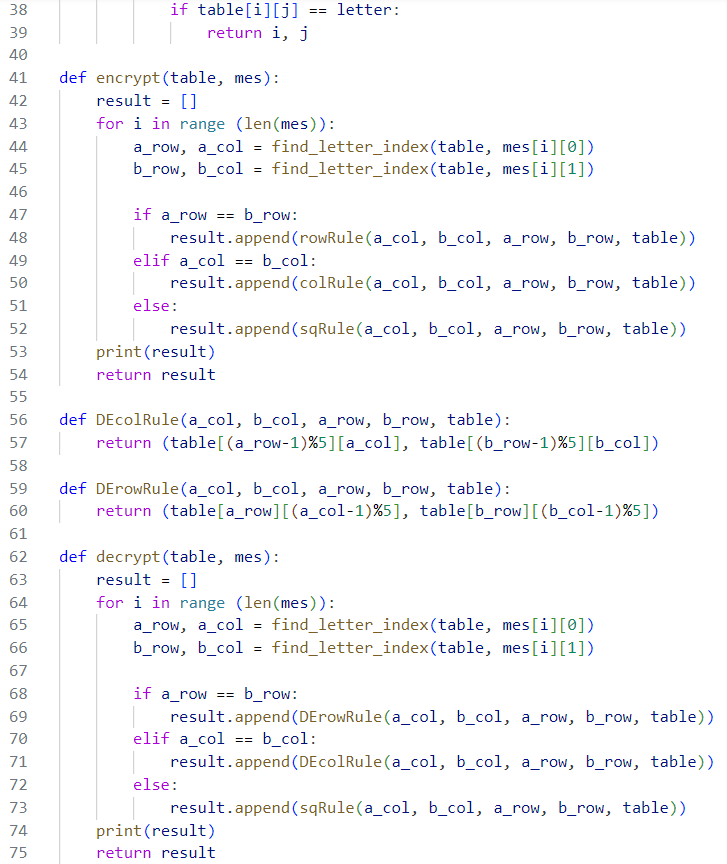 38                if table[i][j] == letter:
39                    return i, j
40
41    def encrypt(table, mes):
42        result = []
43        for i in range (len(mes)):
44            a_row, a_col = find_letter_index(table, mes[i][0])
45            b_row, b_col = find_letter_index(table, mes[i][1])
46
47            if a_row == b_row:
48                result.append(rowRule(a_col, b_col, a_row, b_row, table))
49            elif a_col == b_col:
50                result.append(colRule(a_col, b_col, a_row, b_row, table))
51            else:
52                result.append(sqRule(a_col, b_col, a_row, b_row, table))
53        print(result)
54        return result
55
56    def DEcolRule(a_col, b_col, a_row, b_row, table):
57        return (table[(a_row-1)%5][a_col], table[(b_row-1)%5][b_col])
58
59    def DErowRule(a_col, b_col, a_row, b_row, table):
60        return (table[a_row][(a_col-1)%5], table[b_row][(b_col-1)%5])
61
62    def decrypt(table, mes):
63        result = []
64        for i in range (len(mes)):
65            a_row, a_col = find_letter_index(table, mes[i][0])
66            b_row, b_col = find_letter_index(table, mes[i][1])
67
68            if a_row == b_row:
69                result.append(DErowRule(a_col, b_col, a_row, b_row, table))
70            elif a_col == b_col:
71                result.append(DEcolRule(a_col, b_col, a_row, b_row, table))
72            else:
73                result.append(sqRule(a_col, b_col, a_row, b_row, table))
74        print(result)
75        return result